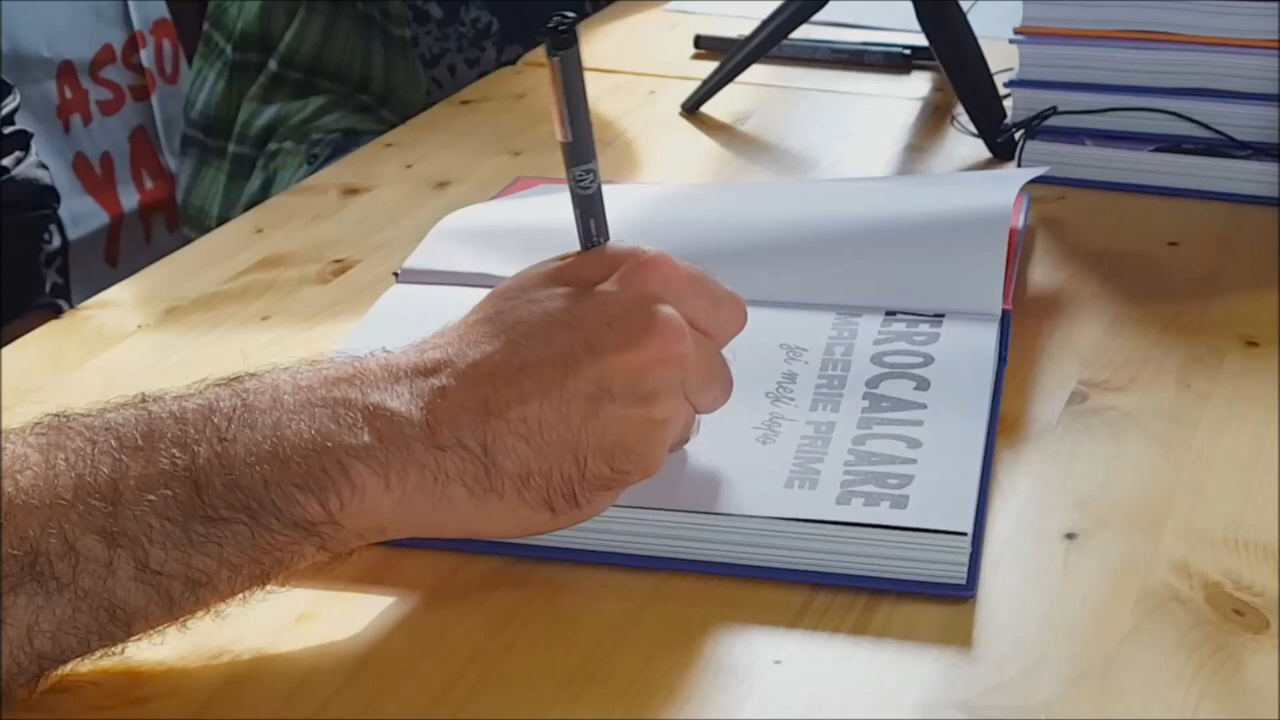 ASSO
YA
ZEROCALCARE
MACERIE PRIME
sei mesi dopo